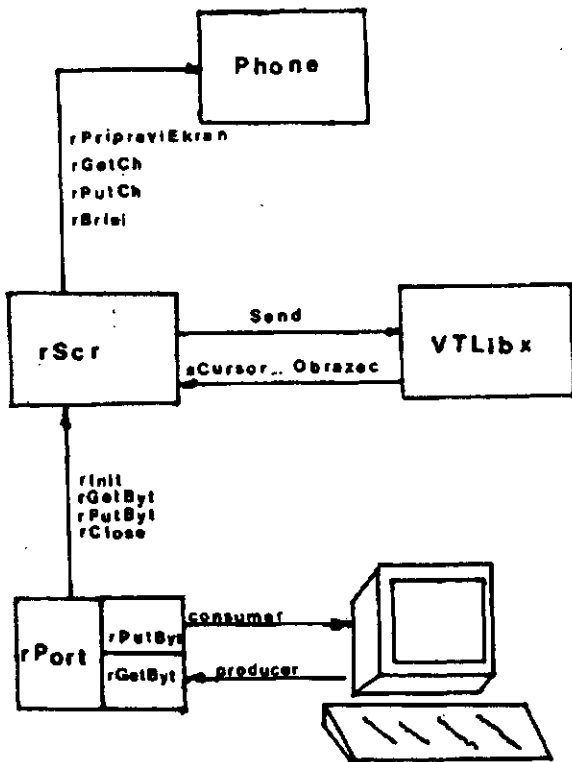 Phone
rPripraviEkran
rGetCh
rPutCh
rBrisi
Send
rScr
VTLibx
sCursor.. Obrazec
rInit
rGetByt
rPutByt
rClose
consumer
rPutByt
rPort
rGetByt
producer